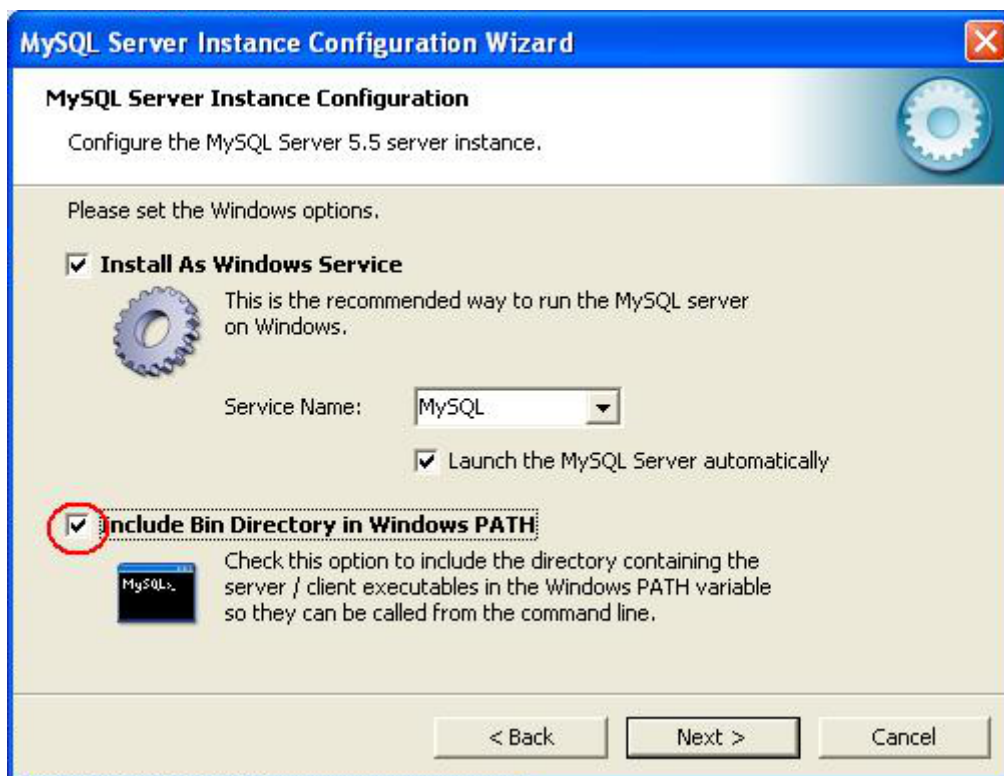 MySQL Server Instance Configuration Wizard
MySQL Server Instance Configuration
Configure the MySQL Server 5.5 server instance.
Please set the Windows options.
Install As Windows Service
This is the recommended way to run the MySQL server
on Windows.
Service Name: MySQL
Launch the MySQL Server automatically
Include Bin Directory in Windows PATH
MySQL>_
Check this option to include the directory containing the
server / client executables in the Windows PATH variable
so they can be called from the command line.
< Back Next > Cancel